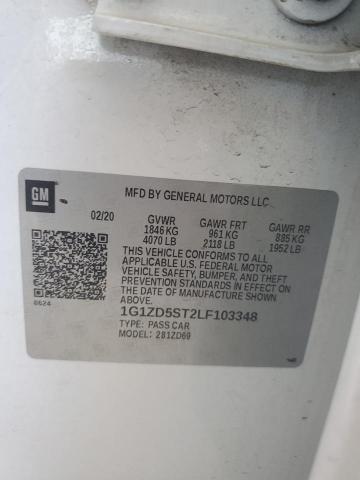 GM
MFD BY GENERAL MOTORS LLC
02/20 GVWR GAWR FRT GAWR RR
1846 KG 961 KG 885 KG
4070 LB 2118 LB 1952 LB
THIS VEHICLE CONFORMS TO ALL
APPLICABLE U.S. FEDERAL MOTOR
VEHICLE SAFETY, BUMPER, AND THEFT
PREVENTION STANDARDS IN EFFECT ON
THE DATE OF MANUFACTURE SHOWN
ABOVE.
8624
1G1ZD5ST2LF103348
TYPE: PASS CAR
MODEL: 281ZD69